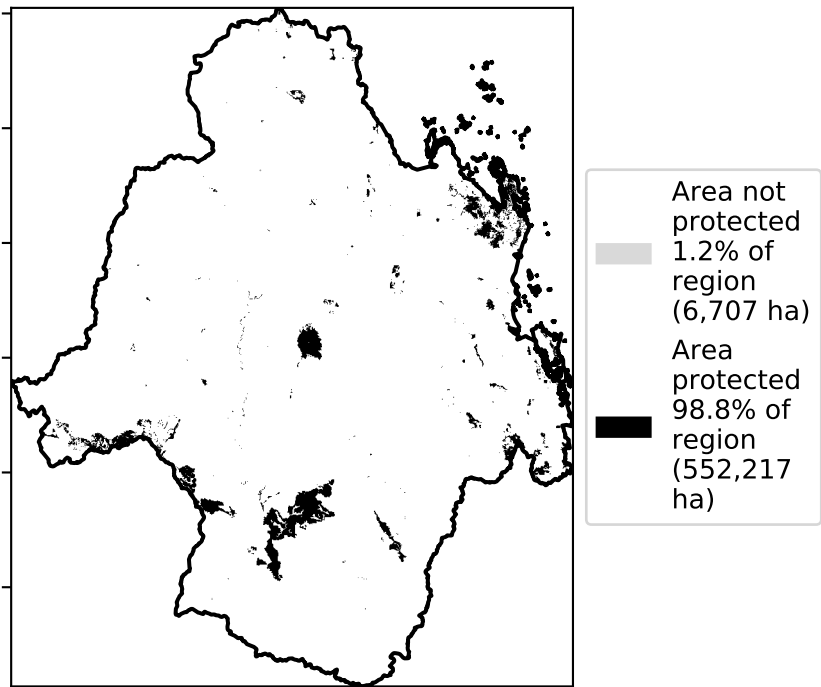 Area not
protected
1.2% of
region
(6,707 ha)
Area
protected
98.8% of
region
(552,217
ha)